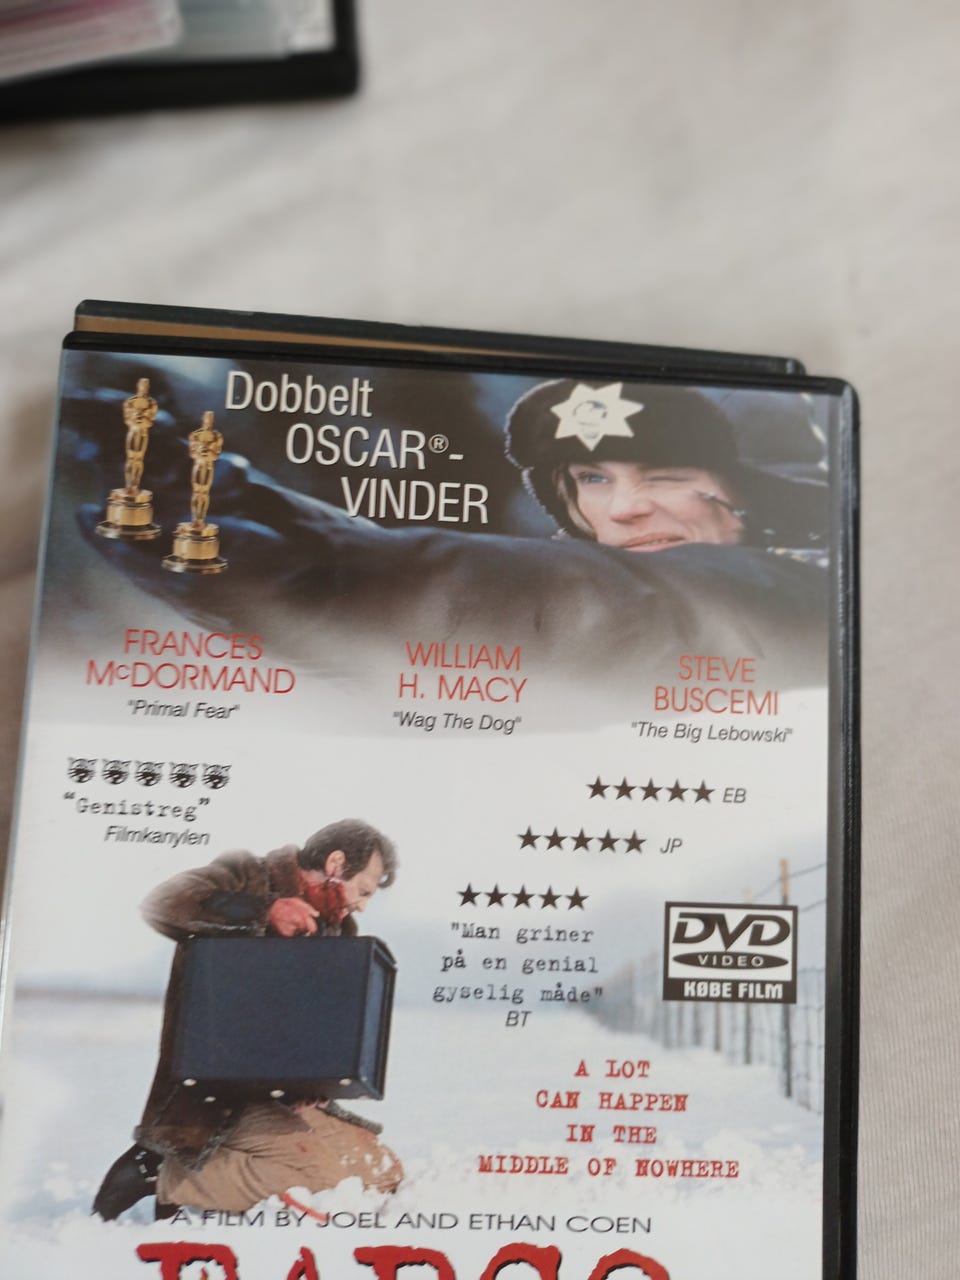 Dobbelt
OSCAR®-
VINDER
FRANCES
McDORMAND
"Primal Fear"
WILLIAM
H. MACY
"Wag The Dog"
STEVE
BUSCEMI
"The Big Lebowski"
"Genistreg"
Filmkanylen
★★★★★ EB
★★★★★ JP
★★★★★
"Man griner
på en genial
gyselig måde"
BT
DVD
VIDEO
KØBE FILM
A LOT
CAN HAPPEN
IN THE
MIDDLE OF NOWHERE
A FILM BY JOEL AND ETHAN COEN
FARGO